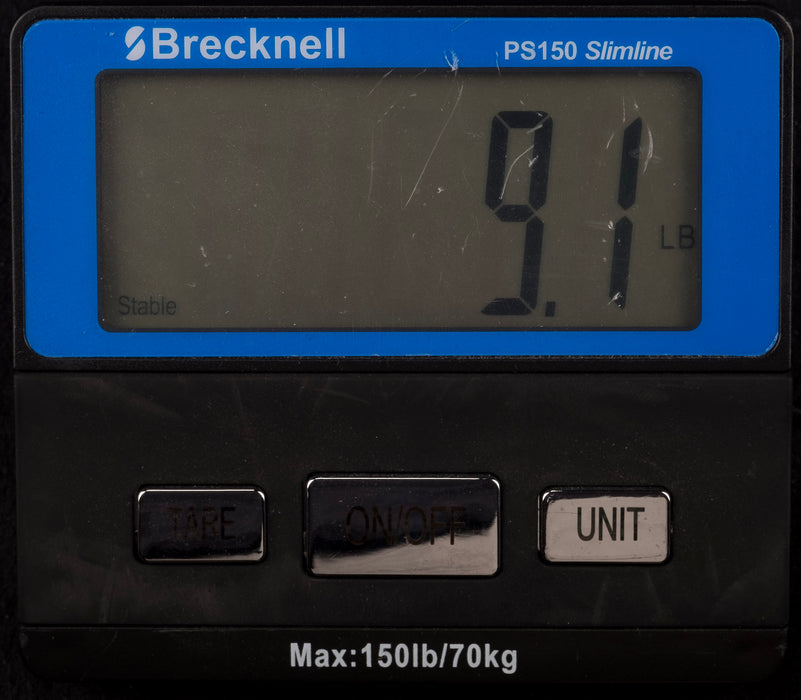 Brecknell
PS150 Slimline
9.1
LB
Stable
TARE
ON/OFF
UNIT
Max:150lb/70kg